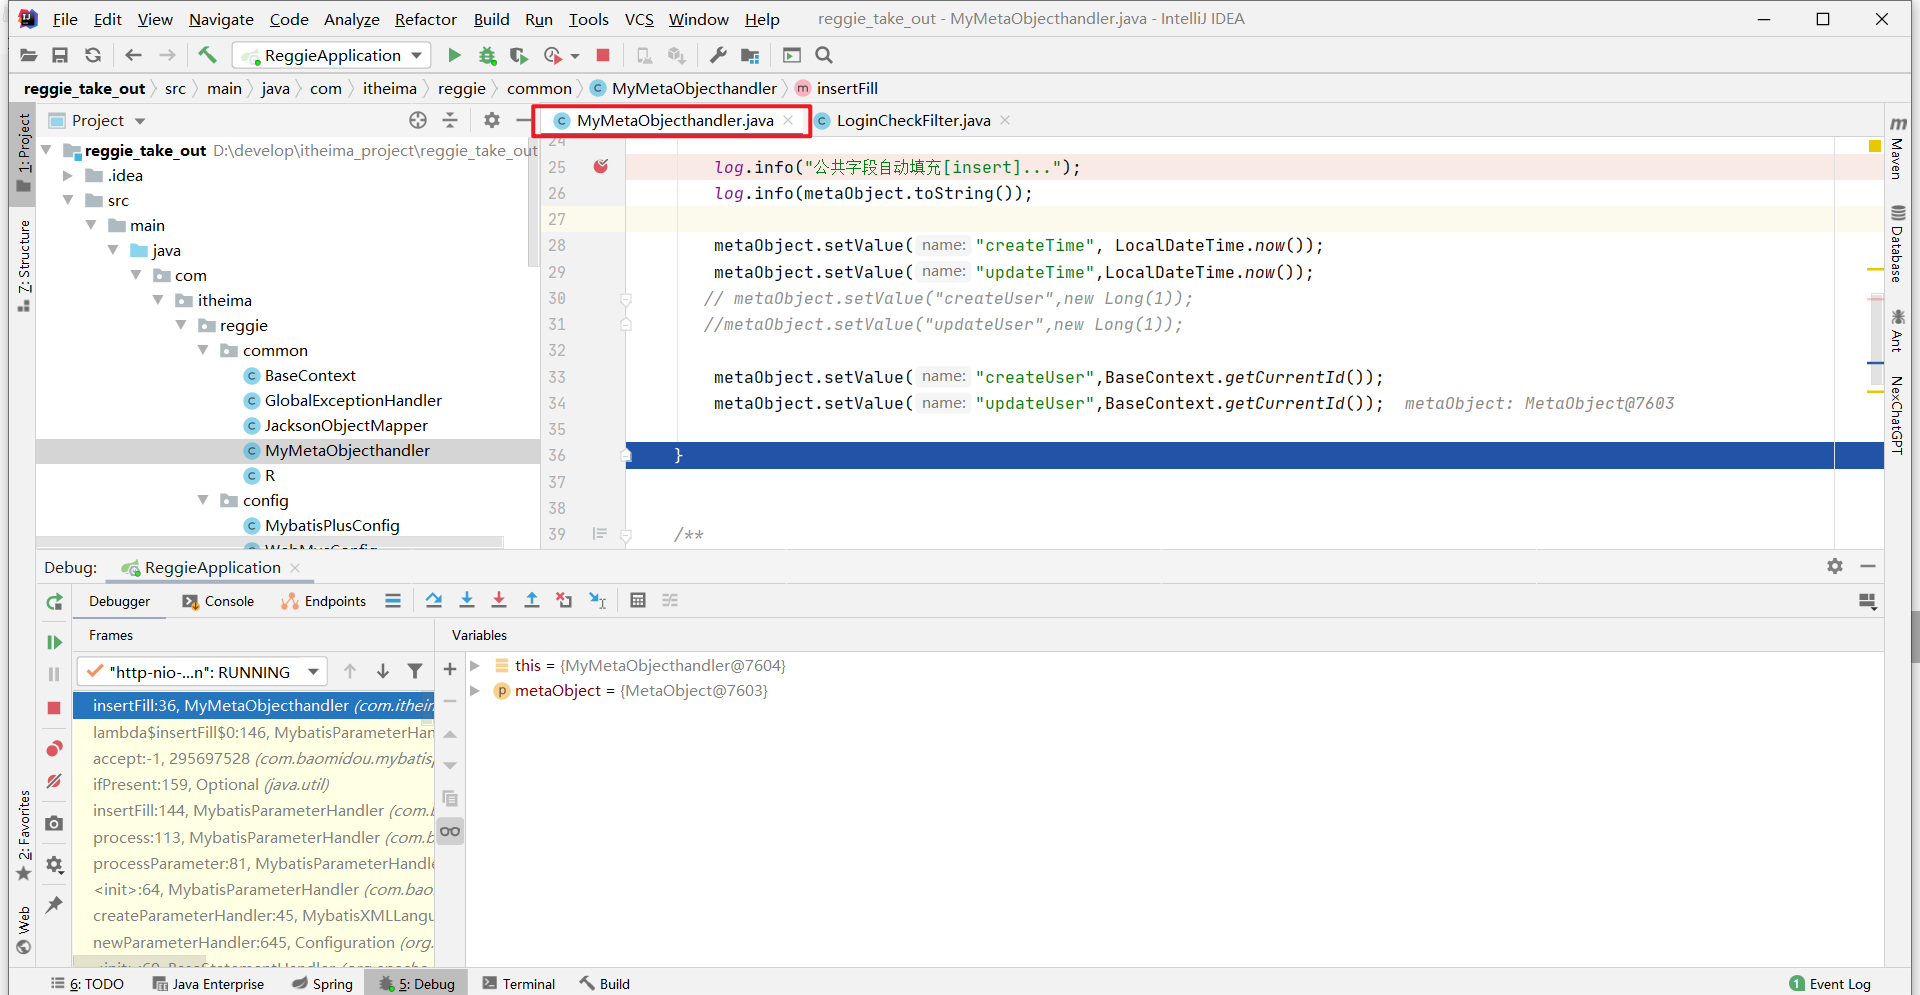 File Edit View Navigate Code Analyze Refactor Build Run Tools VCS Window Help reggie_take_out - MyMetaObjecthandler.java - IntelliJ IDEA
ReggieApplication
reggie_take_out src main java com itheima reggie common MyMetaObjecthandler insertFill
Project
MyMetaObjecthandler.java
LoginCheckFilter.java
1: Project
7: Structure
2: Favorites
Web
reggie_take_out D:\develop\itheima_project\reggie_take_out
.idea
src
main
java
com
itheima
reggie
common
BaseContext
GlobalExceptionHandler
JacksonObjectMapper
MyMetaObjecthandler
R
config
MybatisPlusConfig
24
25 log.info("公共字段自动填充[insert]...");
26 log.info(metaObject.toString());
27
28 metaObject.setValue( name: "createTime", LocalDateTime.now());
29 metaObject.setValue( name: "updateTime",LocalDateTime.now());
30 // metaObject.setValue("createUser",new Long(1));
31 //metaObject.setValue("updateUser",new Long(1));
32
33 metaObject.setValue( name: "createUser",BaseContext.getCurrentId());
34 metaObject.setValue( name: "updateUser",BaseContext.getCurrentId()); metaObject: MetaObject@7603
35
36 }
37
38
39 /**
Maven
Database
Ant
NexChatGPT
Debug: ReggieApplication
Debugger Console Endpoints
Frames
Variables
"http-nio-...n": RUNNING
insertFill:36, MyMetaObjecthandler (com.itheim
lambda$insertFill$0:146, MybatisParameterHan
accept:-1, 295697528 (com.baomidou.mybatisp
ifPresent:159, Optional (java.util)
insertFill:144, MybatisParameterHandler (com.b
process:113, MybatisParameterHandler (com.b
processParameter:81, MybatisParameterHandle
<init>:64, MybatisParameterHandler (com.bao
createParameterHandler:45, MybatisXMLLangu
newParameterHandler:645, Configuration (org.
this = {MyMetaObjecthandler@7604}
metaObject = {MetaObject@7603}
6: TODO Java Enterprise Spring 5: Debug Terminal Build 1 Event Log